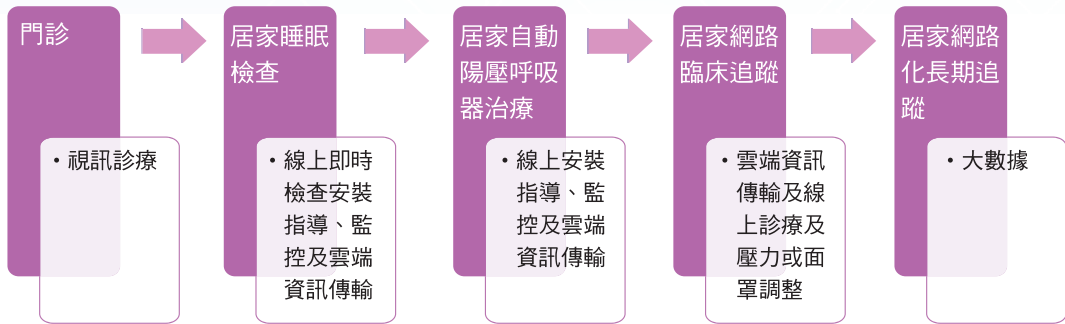 門診
・視訊診療
居家睡眠
檢查
・線上即時
檢查安裝
指導、監
控及雲端
資訊傳輸
居家自動
陽壓呼吸
器治療
・線上安裝
指導、監
控及雲端
資訊傳輸
居家網路
臨床追蹤
・雲端資訊
傳輸及線
上診療及
壓力或面
罩調整
居家網路
化長期追
蹤
・大數據